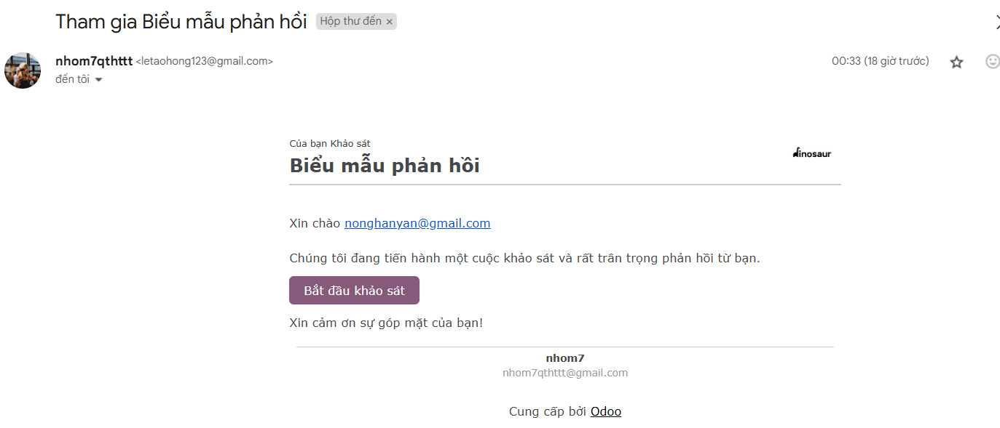 Tham gia Biểu mẫu phản hồi Hộp thư đến ×
nhom7qthttt <letaohong123@gmail.com> 00:33 (18 giờ trước)
đến tôi
Của bạn Khảo sát
Biểu mẫu phản hồi
dinosaur
Xin chào nonghanyan@gmail.com
Chúng tôi đang tiến hành một cuộc khảo sát và rất trân trọng phản hồi từ bạn.
Bắt đầu khảo sát
Xin cảm ơn sự góp mặt của bạn!
nhom7
nhom7qthttt@gmail.com
Cung cấp bởi Odoo